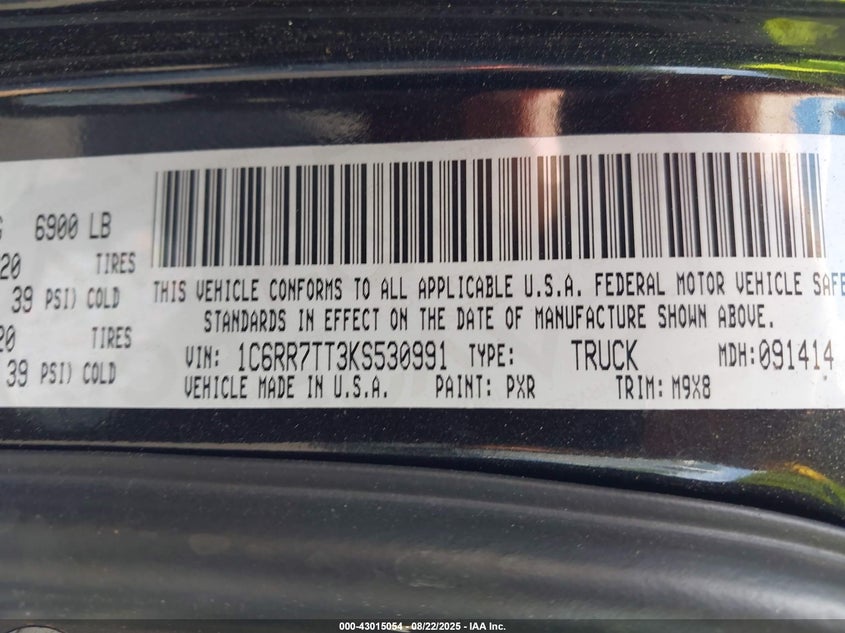 6900 LB
20 TIRES
39 PSI) COLD
20 TIRES
39 PSI) COLD
THIS VEHICLE CONFORMS TO ALL APPLICABLE U.S.A. FEDERAL MOTOR VEHICLE SAFE
STANDARDS IN EFFECT ON THE DATE OF MANUFACTURE SHOWN ABOVE.
VIN: 1C6RR7TT3KS530991 TYPE: TRUCK MDH:091414
VEHICLE MADE IN U.S.A. PAINT: PXR TRIM: M9X8
000-43015054 - 08/22/2025 - IAA Inc.